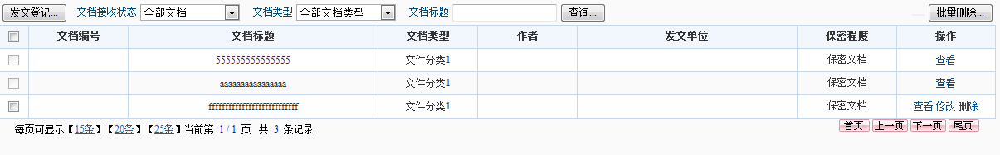 发文登记... 文档接收状态 全部文档 文档类型 全部文档类型 文档标题 查询... 批量删除...
文档编号 文档标题 文档类型 作者 发文单位 保密程度 操作
555555555555555 文件分类1 保密文档 查看
aaaaaaaaaaaaaaaa 文件分类1 保密文档 查看
文件分类1 保密文档 查看 修改 删除
每页可显示【15条】【20条】【25条】当前第 1 / 1 页 共 3 条记录 首页 上一页 下一页 尾页